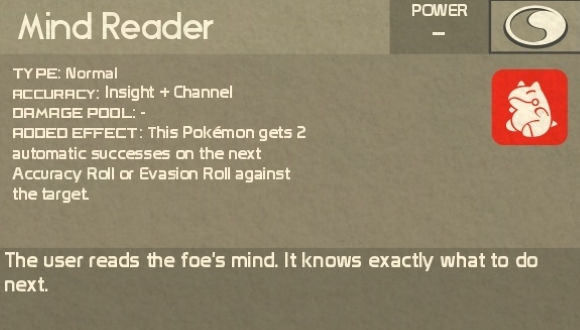 Mind Reader
POWER
–
TYPE: Normal
ACCURACY: Insight + Channel
DAMAGE POOL: -
ADDED EFFECT: This Pokémon gets 2
automatic successes on the next
Accuracy Roll or Evasion Roll against
the target.
The user reads the foe's mind. It knows exactly what to do
next.